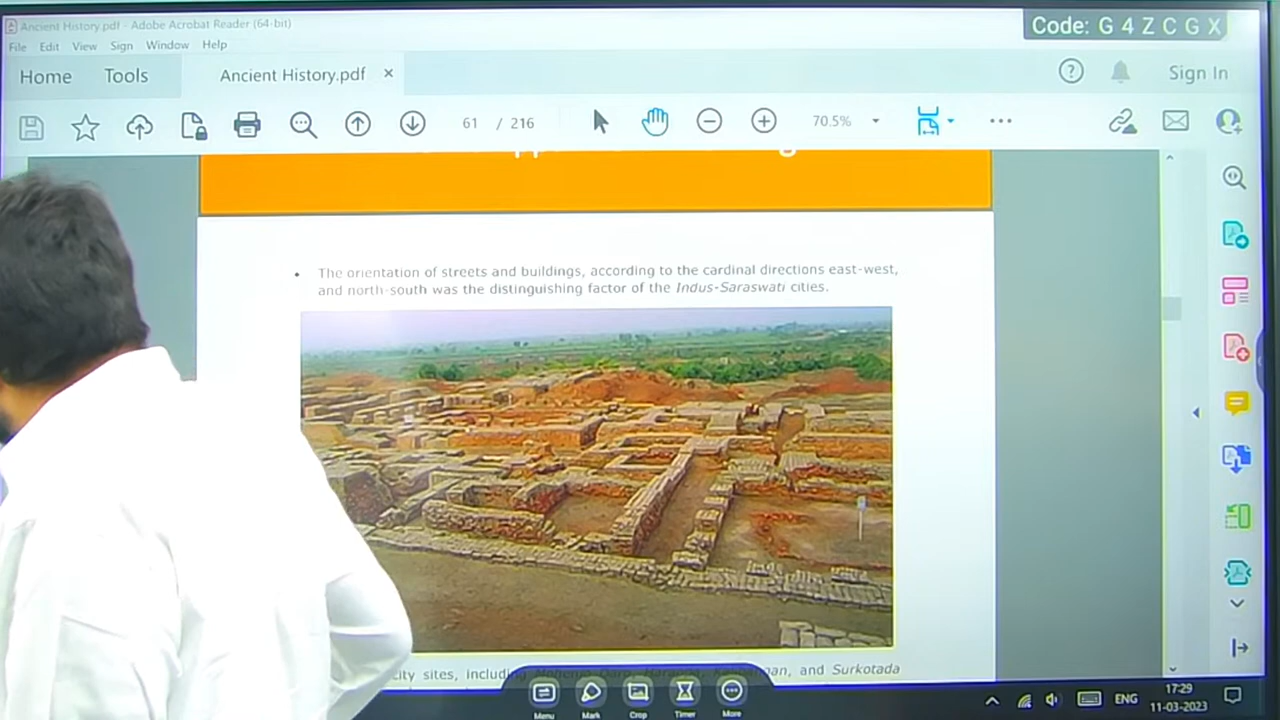 Ancient History.pdf - Adobe Acrobat Reader (64-bit)
Code: G 4 Z C G X
File Edit View Sign Window Help
Home Tools Ancient History.pdf × Sign In
61 / 216 70.5%
• The orientation of streets and buildings, according to the cardinal directions east-west,
and north-south was the distinguishing factor of the Indus-Saraswati cities.
city sites, including and Surkotada
Menu Mark Crop Timer More
ENG
17:29
11-03-2023